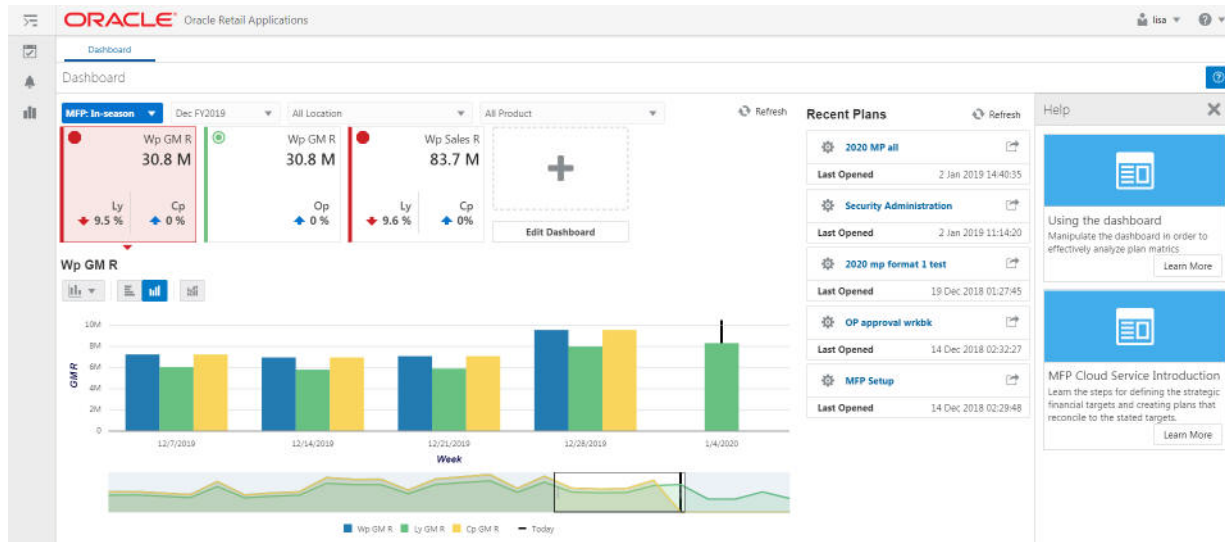 ORACLE® Oracle Retail Applications
lisa
Dashboard
Dashboard
MFP: In-season
Dec FY2019
All Location
All Product
Refresh
Wp GM R
30.8 M
Ly
9.5 %
Cp
0 %
Wp GM R
30.8 M
Op
0 %
Wp Sales R
83.7 M
Ly
9.6 %
Cp
0%
Edit Dashboard
Wp GM R
10M
8M
6M
4M
2M
0
GM R
12/7/2019
12/14/2019
12/21/2019
12/28/2019
1/4/2020
Week
Wp GM R
Ly GM R
Cp GM R
Today
Recent Plans
Refresh
2020 MP all
Last Opened 2 Jan 2019 14:40:35
Security Administration
Last Opened 2 Jan 2019 11:14:20
2020 mp format 1 test
Last Opened 19 Dec 2018 01:27:45
OP approval wrkbk
Last Opened 14 Dec 2018 02:32:27
MFP Setup
Last Opened 14 Dec 2018 02:29:48
Help
Using the dashboard
Manipulate the dashboard in order to
effectively analyze plan matrics
Learn More
MFP Cloud Service Introduction
Learn the steps for defining the strategic
financial targets and creating plans that
reconcile to the stated targets.
Learn More